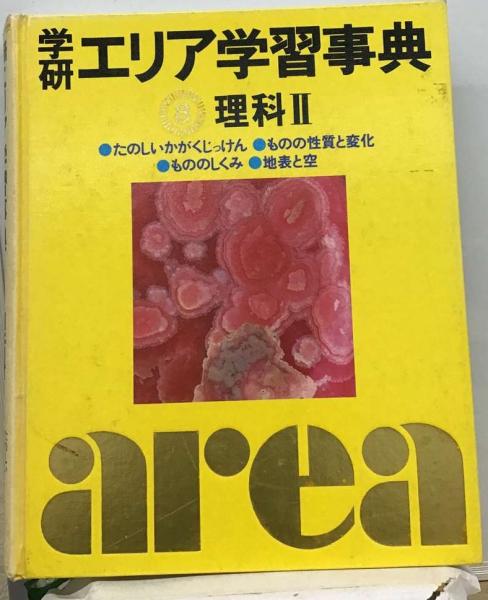 学研 エリア学習事典
8 理科Ⅱ
●たのしいかがくじっけん ●ものの性質と変化
●もののしくみ ●地表と空
area